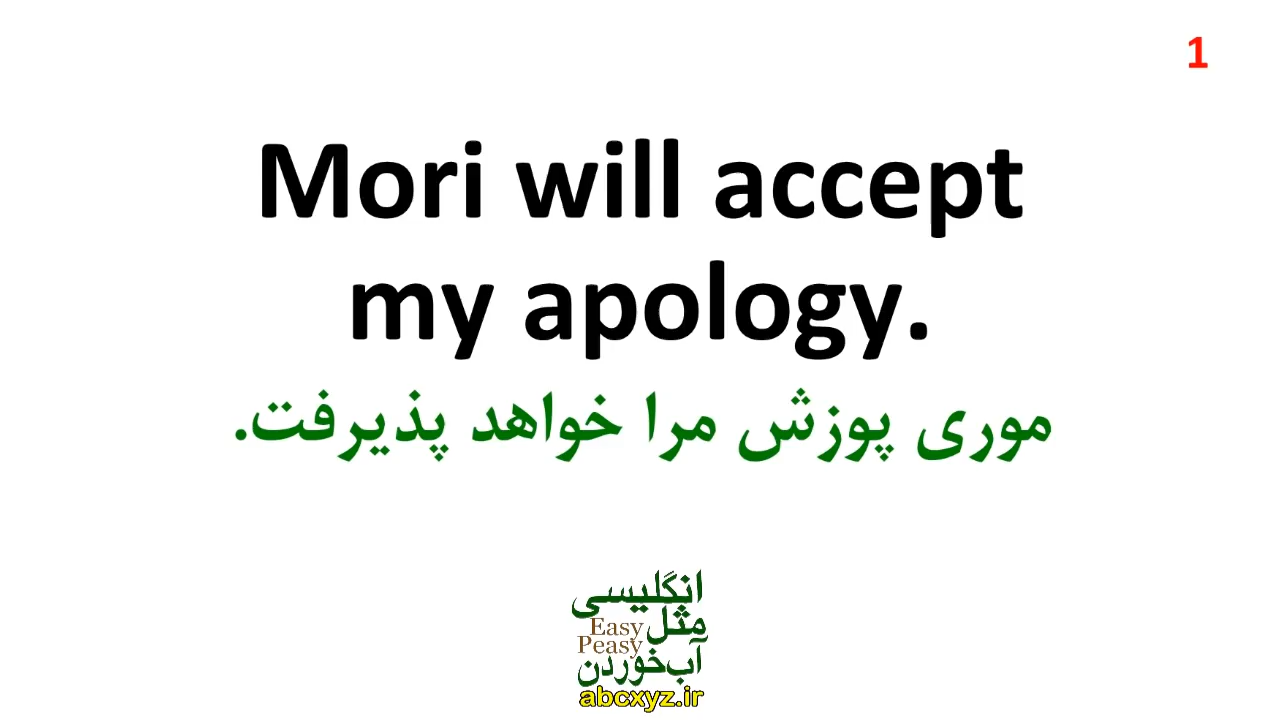 1
Mori will accept
my apology.
موری پوزش مرا خواهد پذیرفت.
انگلیسی
مثل
Easy
Peasy
آب‌خوردن
abcxyz.ir